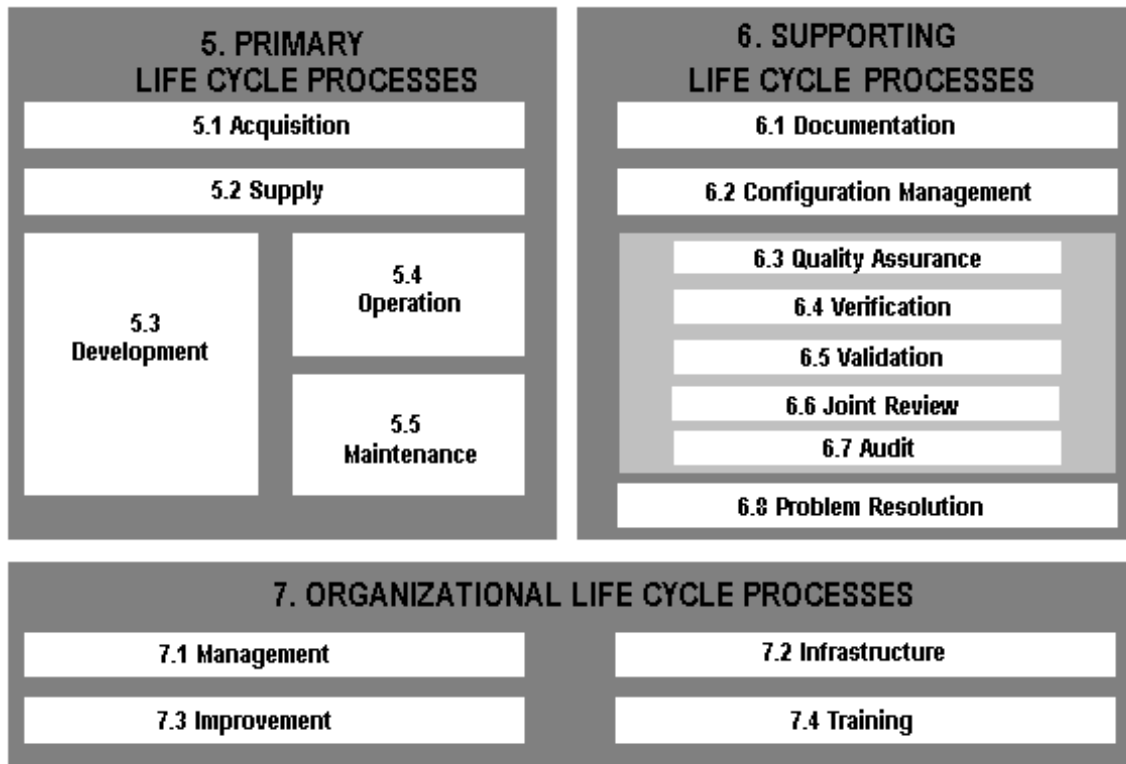 5. PRIMARY
LIFE CYCLE PROCESSES
5.1 Acquisition
5.2 Supply
5.3
Development
5.4
Operation
5.5
Maintenance
6. SUPPORTING
LIFE CYCLE PROCESSES
6.1 Documentation
6.2 Configuration Management
6.3 Quality Assurance
6.4 Verification
6.5 Validation
6.6 Joint Review
6.7 Audit
6.8 Problem Resolution
7. ORGANIZATIONAL LIFE CYCLE PROCESSES
7.1 Management
7.2 Infrastructure
7.3 Improvement
7.4 Training